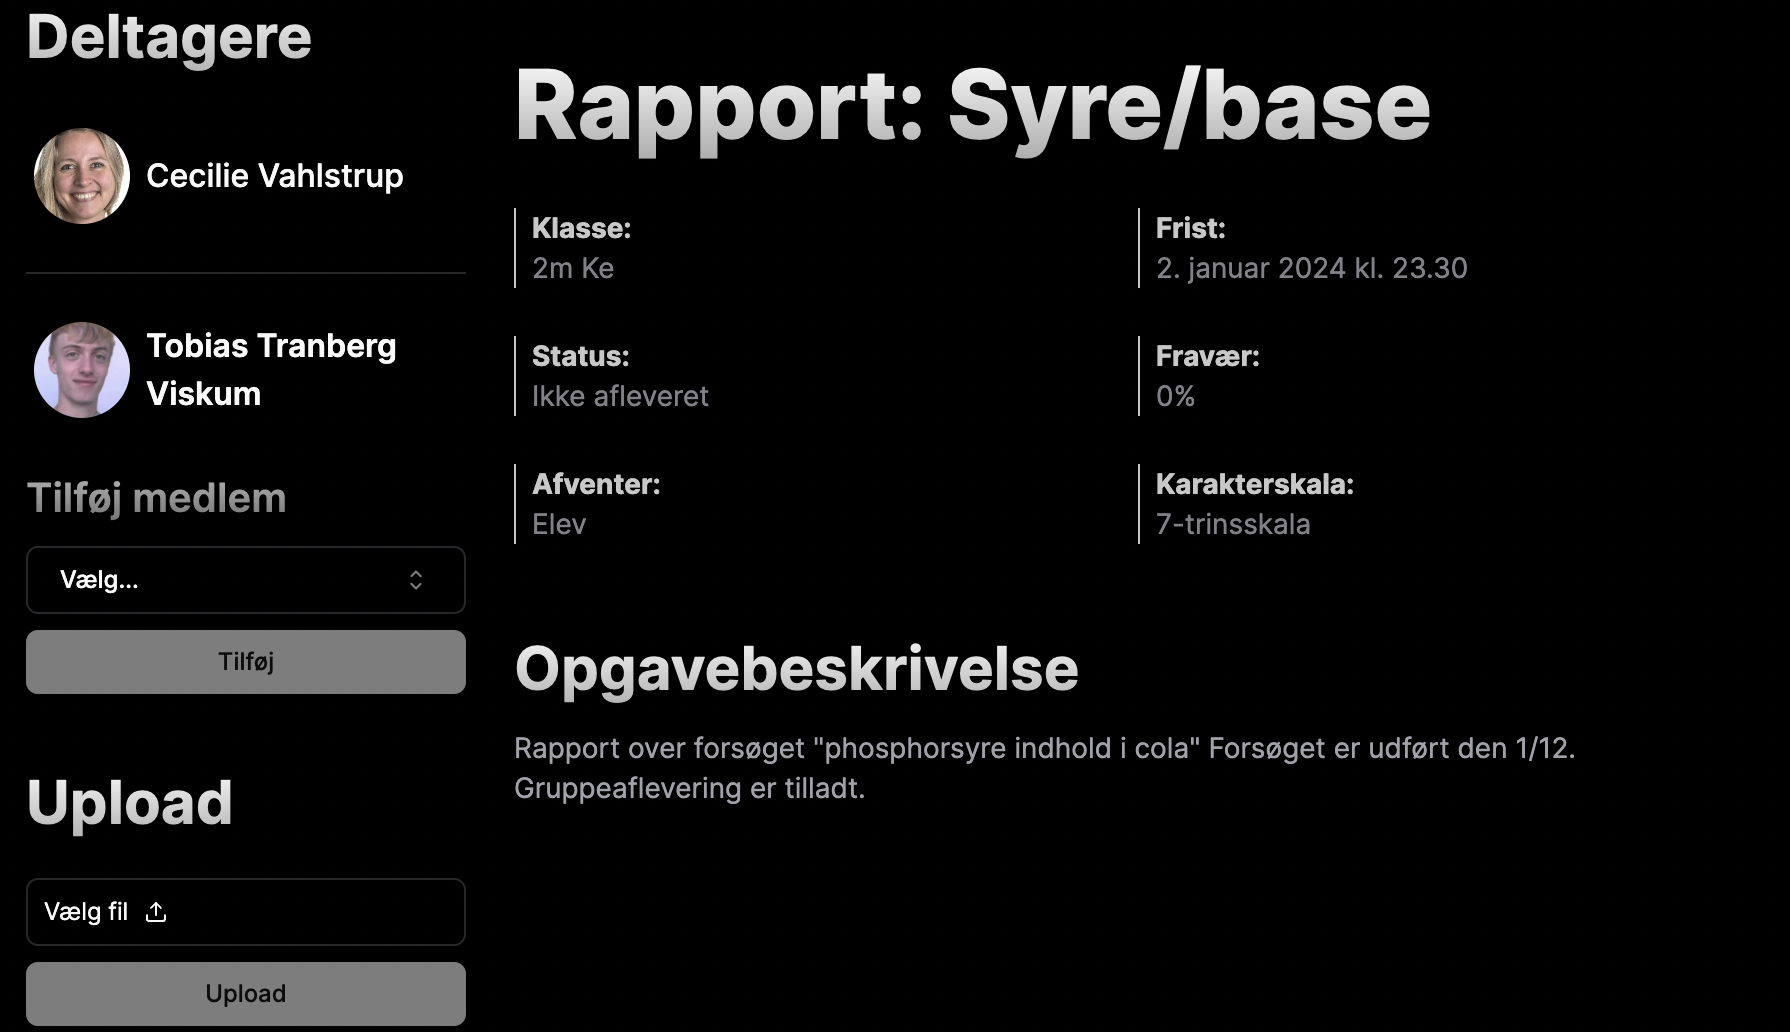 Deltagere
Cecilie Vahlstrup
Tobias Tranberg
Viskum
Tilføj medlem
Vælg...
Tilføj
Upload
Vælg fil
Upload
Rapport: Syre/base
Klasse:
2m Ke
Frist:
2. januar 2024 kl. 23.30
Status:
Ikke afleveret
Fravær:
0%
Afventer:
Elev
Karakterskala:
7-trinsskala
Opgavebeskrivelse
Rapport over forsøget "phosphorsyre indhold i cola" Forsøget er udført den 1/12.
Gruppeaflevering er tilladt.